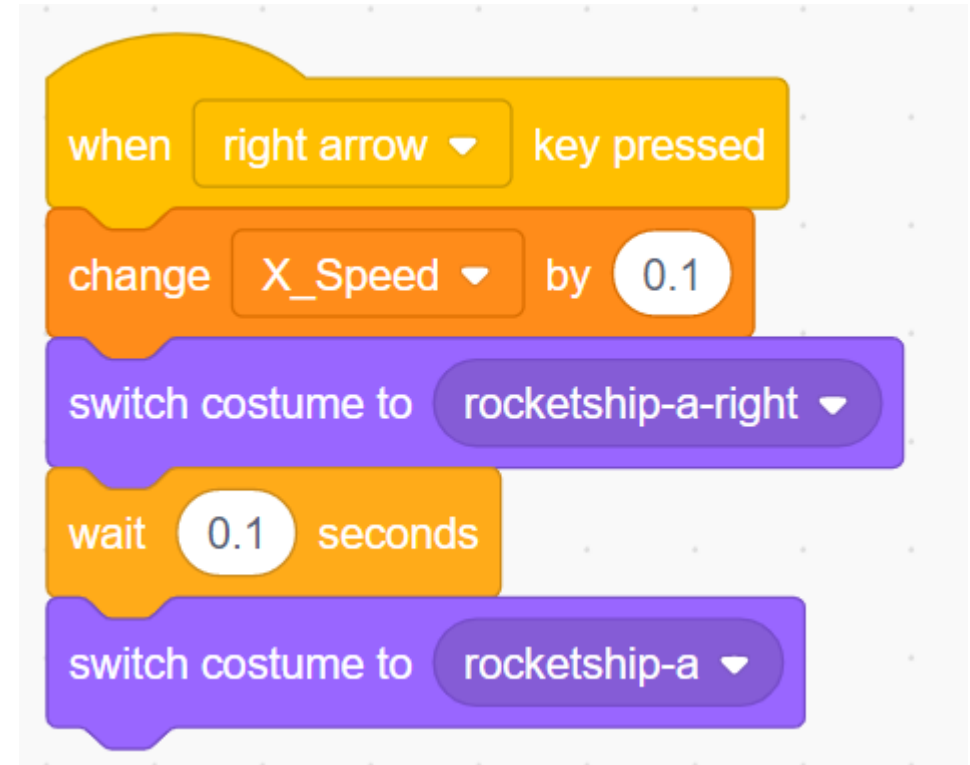 when right arrow key pressed
change X_Speed by 0.1
switch costume to rocketship-a-right
wait 0.1 seconds
switch costume to rocketship-a